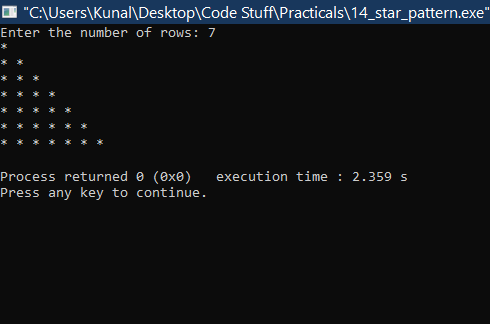 "C:\Users\Kunal\Desktop\Code Stuff\Practicals\14_star_pattern.exe"
Enter the number of rows: 7
*
* *
* * *
* * * *
* * * * *
* * * * * *
* * * * * * *
Process returned 0 (0x0)   execution time : 2.359 s
Press any key to continue.